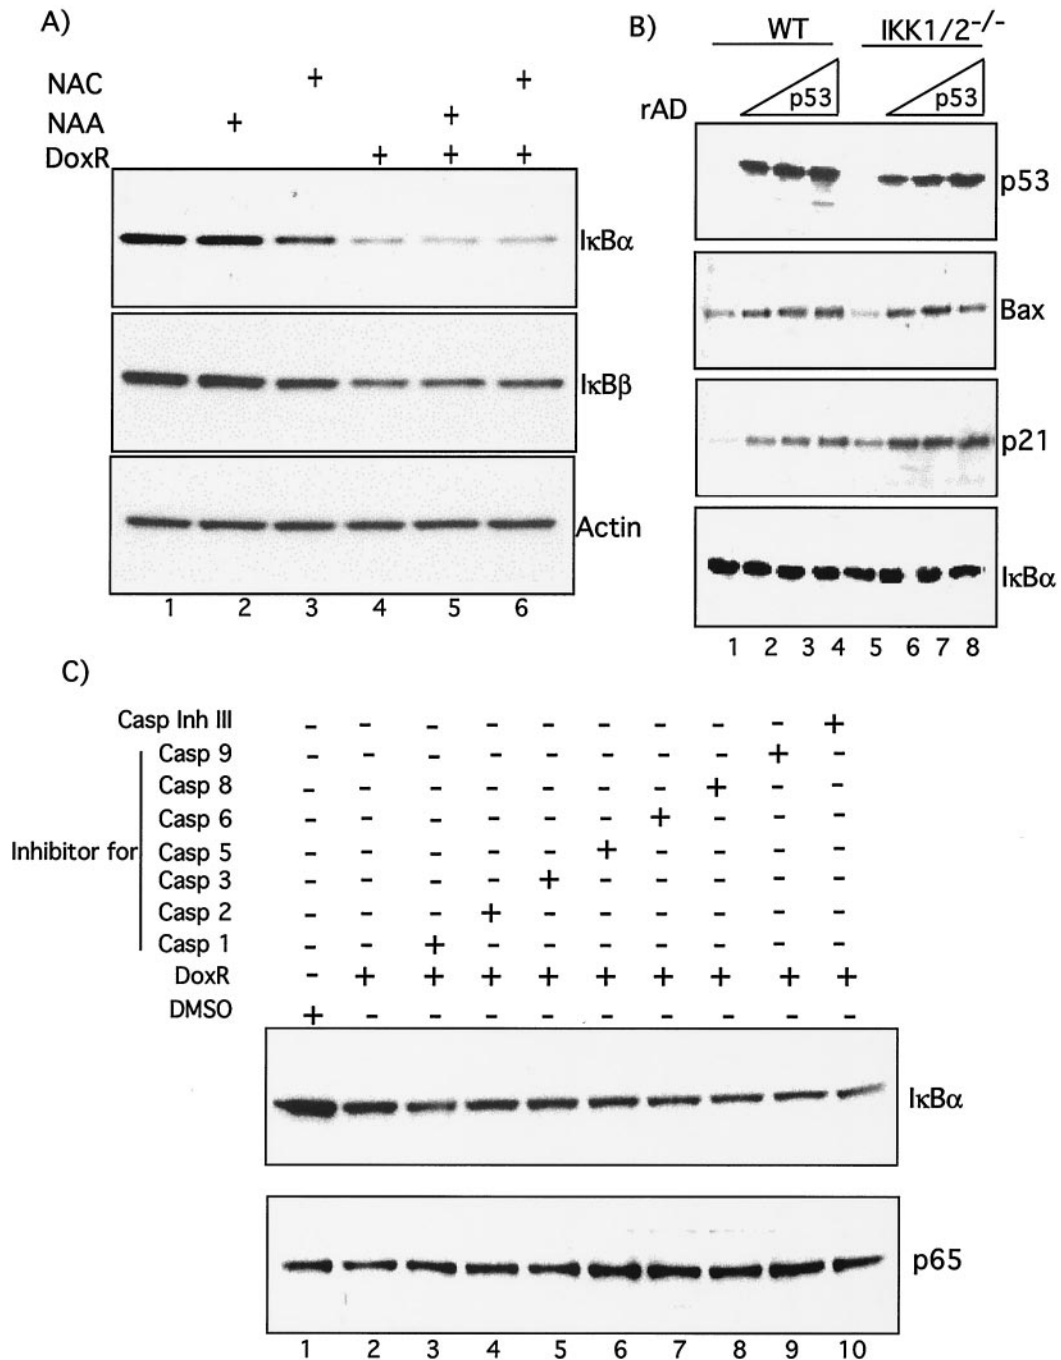 A)
NAC + +
NAA + +
DoxR + + +
IκBα
IκBβ
Actin
1 2 3 4 5 6
B)
WT IKK1/2-/-
rAD p53 p53
p53
Bax
p21
IκBα
1 2 3 4 5 6 7 8
C)
Casp Inh III - - - - - - - - - +
Inhibitor for
Casp 9 - - - - - - - - + -
Casp 8 - - - - - - - + - -
Casp 6 - - - - - - + - - -
Casp 5 - - - - - + - - - -
Casp 3 - - - - + - - - - -
Casp 2 - - - + - - - - - -
Casp 1 - - + - - - - - - -
DoxR - + + + + + + + + +
DMSO + - - - - - - - - -
IκBα
p65
1 2 3 4 5 6 7 8 9 10